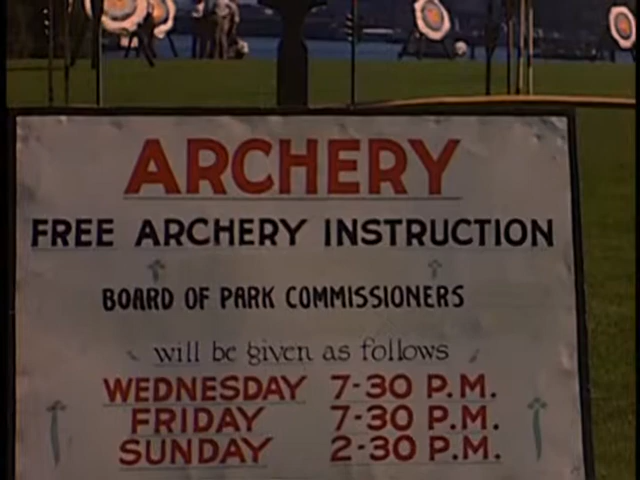 ARCHERY
FREE ARCHERY INSTRUCTION
BOARD OF PARK COMMISSIONERS
will be given as follows
WEDNESDAY 7-30 P.M.
FRIDAY 7-30 P.M.
SUNDAY 2-30 P.M.